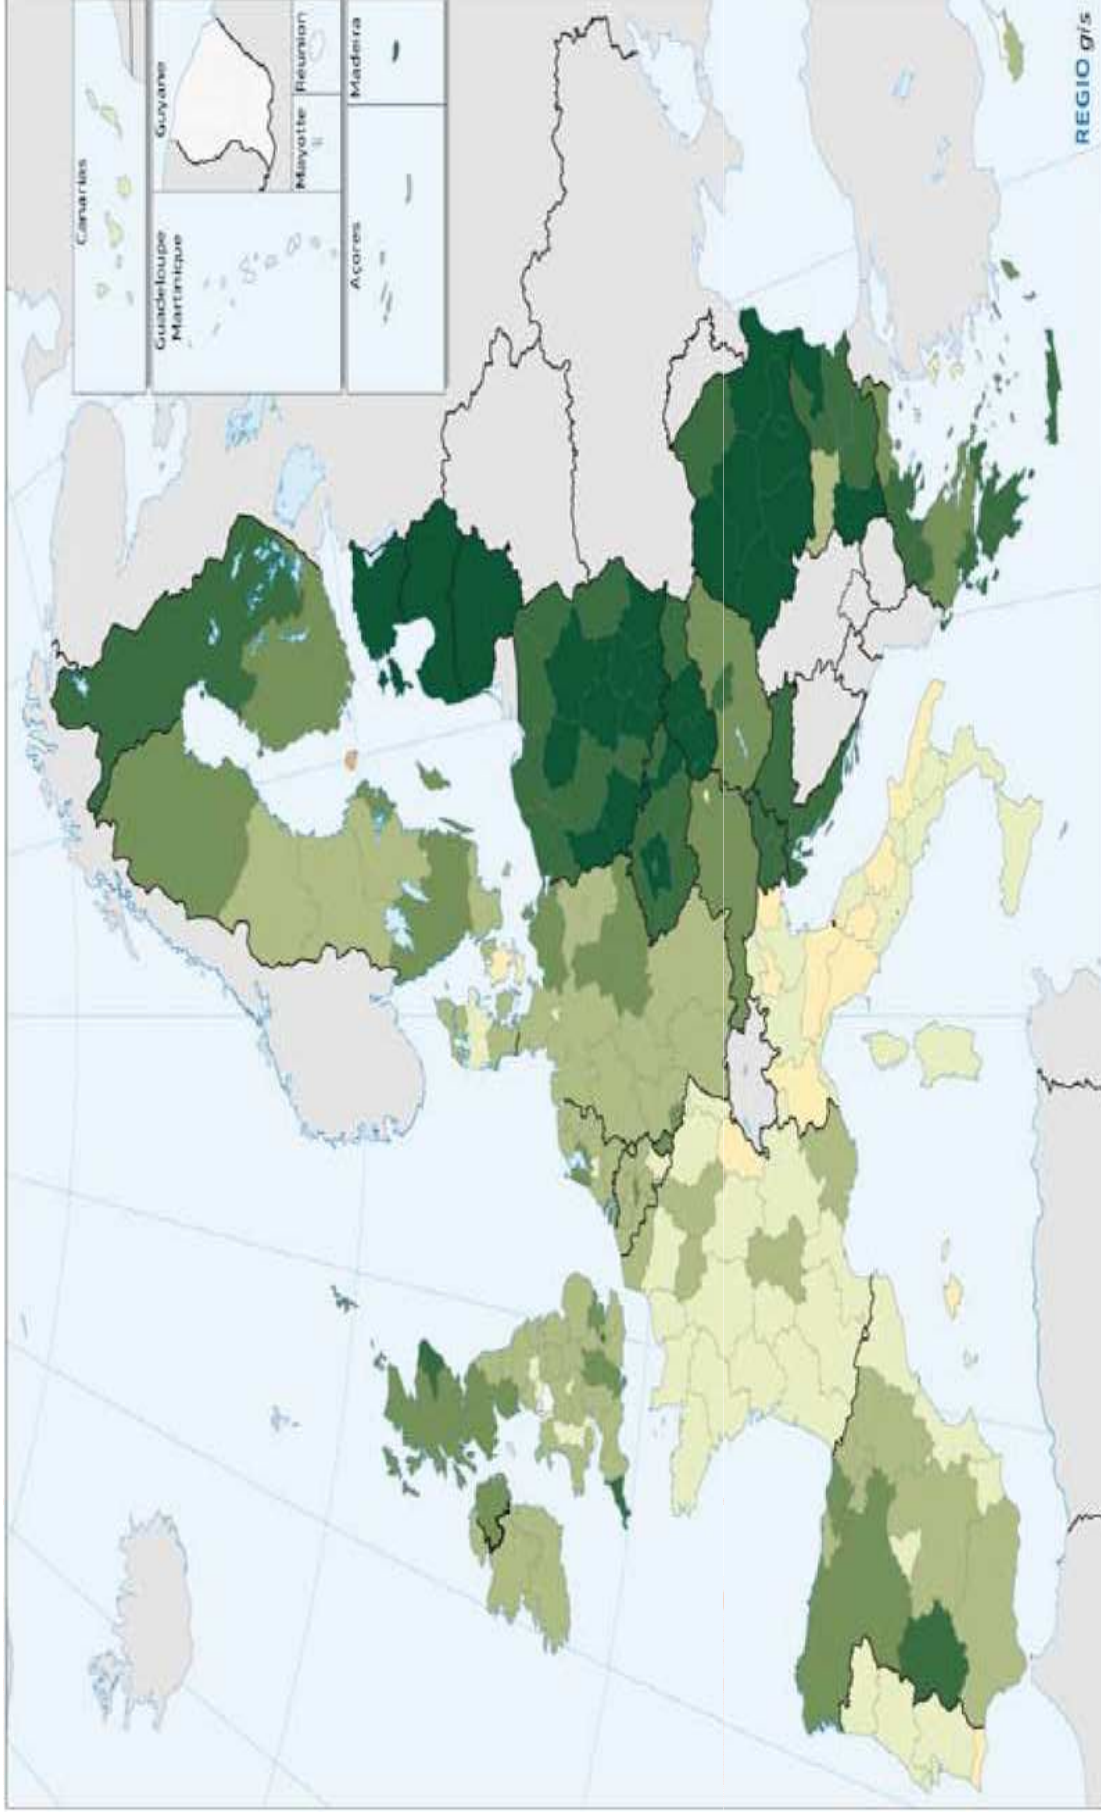 Canarias
Guadeloupe
Martinique
Guyane
Mayotte
Réunion
Açores
Madeira
REGIO gis